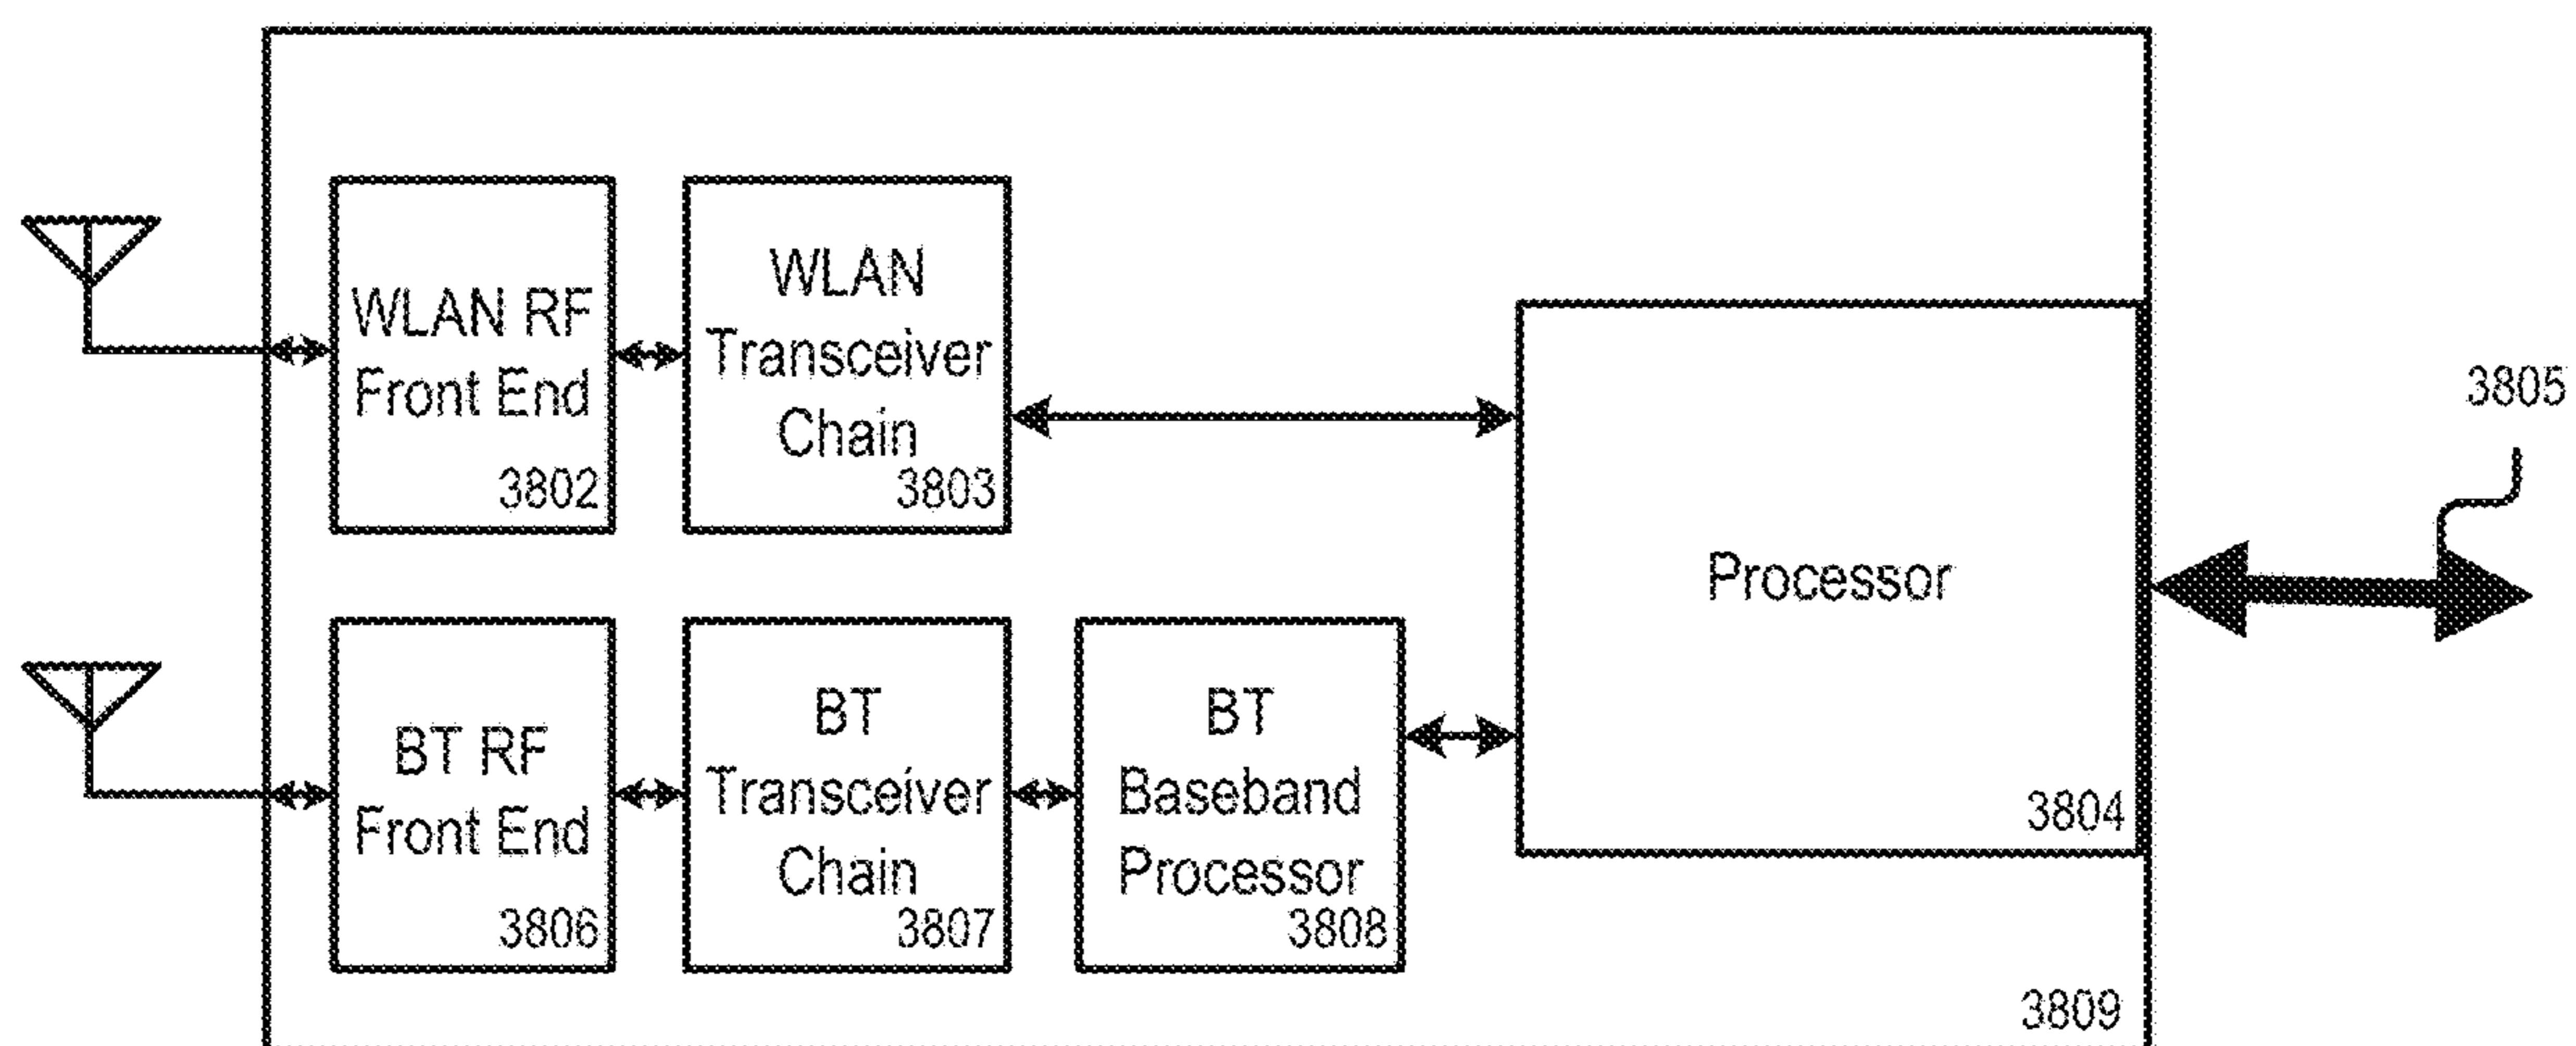 WLAN RF
Front End
3802
WLAN
Transceiver
Chain
3803
3805
Processor
3804
BT RF
Front End
3806
BT
Transceiver
Chain
3807
BT
Baseband
Processor
3808
3809